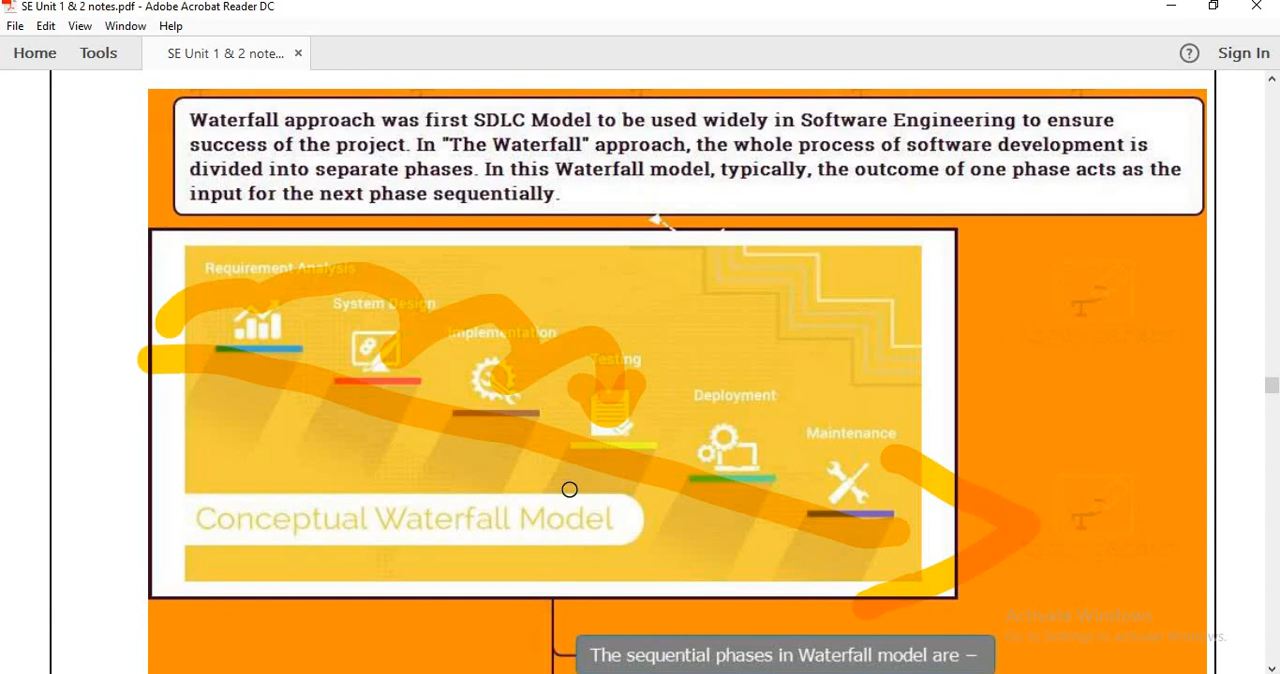 SE Unit 1 & 2 notes.pdf - Adobe Acrobat Reader DC
File Edit View Window Help
Home Tools SE Unit 1 & 2 note... × ? Sign In
Waterfall approach was first SDLC Model to be used widely in Software Engineering to ensure
success of the project. In "The Waterfall" approach, the whole process of software development is
divided into separate phases. In this Waterfall model, typically, the outcome of one phase acts as the
input for the next phase sequentially.
Requirement Analysis
System Design
Implementation
Testing
Deployment
Maintenance
Conceptual Waterfall Model
Activate Windows
Go to Settings to activate Windows.
The sequential phases in Waterfall model are −